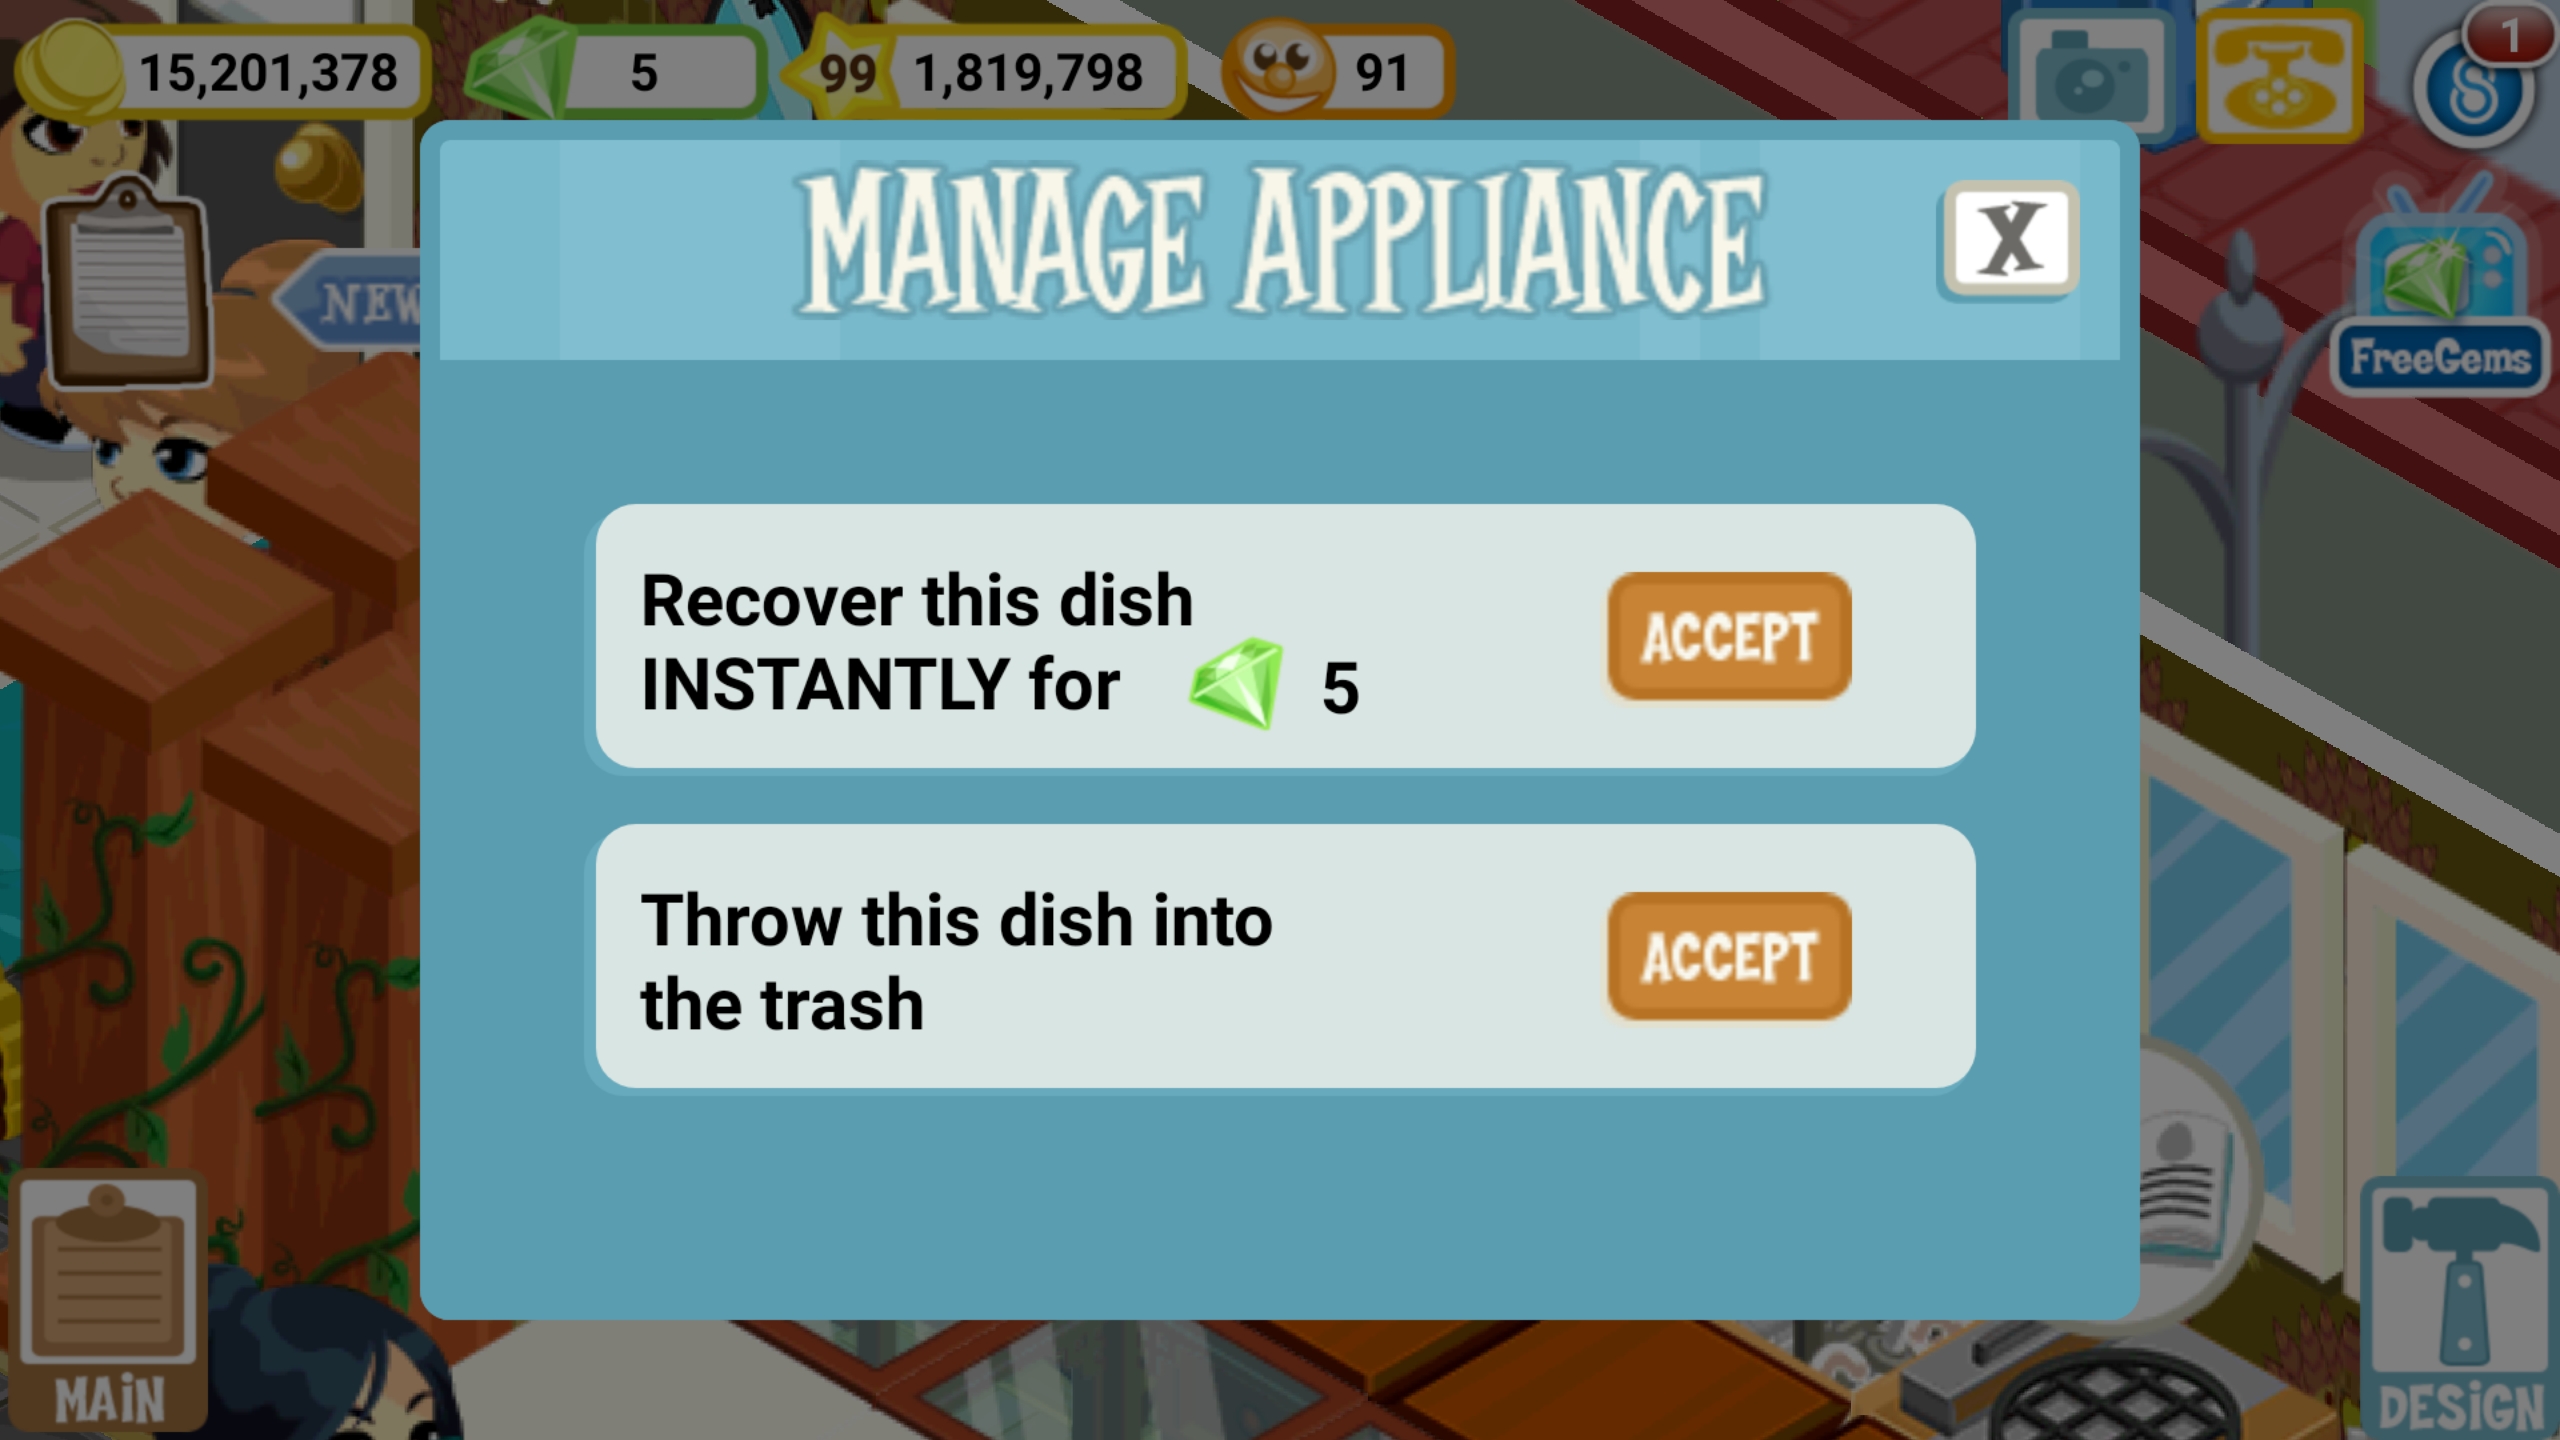 15,201,378
5
99
1,819,798
91
1
MANAGE APPLIANCE
X
NEW
FreeGems
Recover this dish
INSTANTLY for 5
ACCEPT
Throw this dish into
the trash
ACCEPT
MAiN
DESiGN